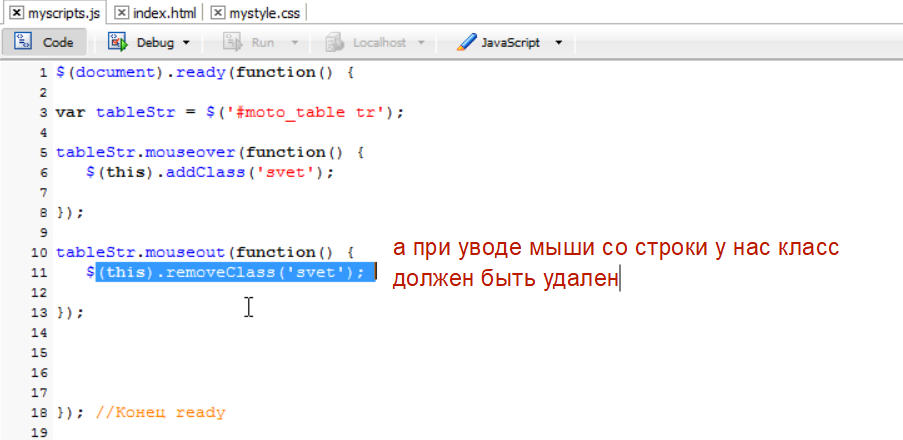 myscripts.js index.html mystyle.css
Code Debug Run Localhost JavaScript
1 $(document).ready(function() {
2
3 var tableStr = $('#moto_table tr');
4
5 tableStr.mouseover(function() {
6 $(this).addClass('svet');
7
8 });
9
10 tableStr.mouseout(function() {
11 $(this).removeClass('svet');
12
13 });
14
15
16
17
18 }); //Конец ready
19
а при уводе мыши со строки у нас класс
должен быть удален